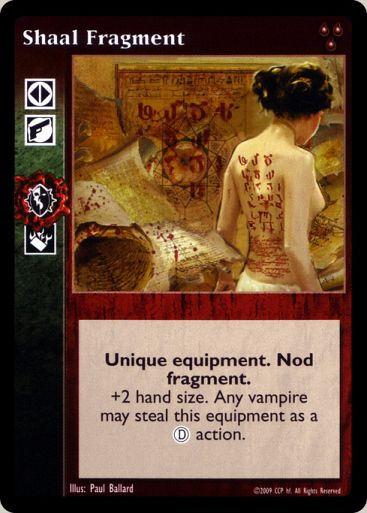 Shaal Fragment
Unique equipment. Nod
fragment.
+2 hand size. Any vampire
may steal this equipment as a
Ⓓ action.
Illus: Paul Ballard
©2009 CCP hf. All Rights Reserved